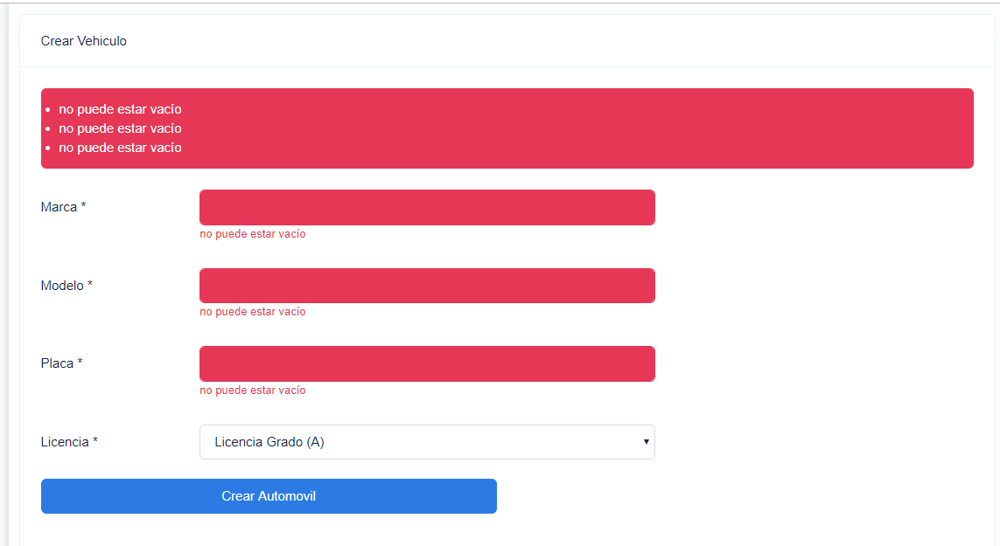 Crear Vehiculo
no puede estar vacío
no puede estar vacío
no puede estar vacío
Marca *
no puede estar vacío
Modelo *
no puede estar vacío
Placa *
no puede estar vacío
Licencia * Licencia Grado (A)
Crear Automovil